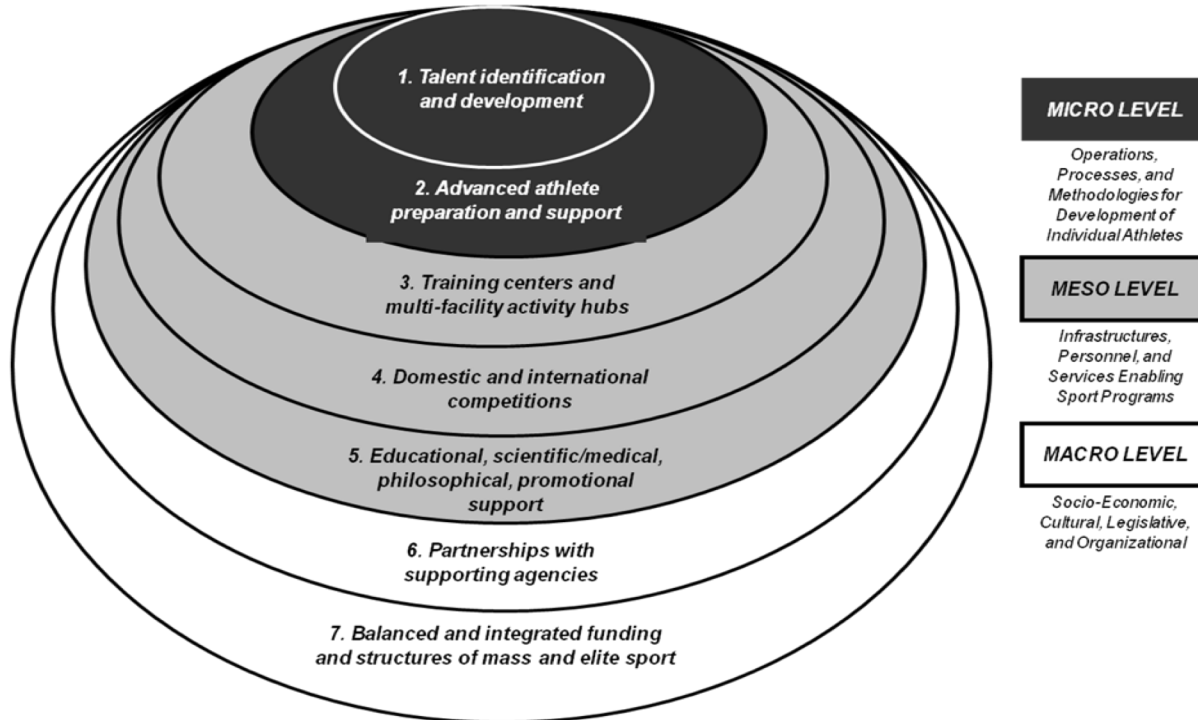 1. Talent identification
and development
2. Advanced athlete
preparation and support
3. Training centers and
multi-facility activity hubs
4. Domestic and international
competitions
5. Educational, scientific/medical,
philosophical, promotional
support
6. Partnerships with
supporting agencies
7. Balanced and integrated funding
and structures of mass and elite sport
MICRO LEVEL
Operations,
Processes, and
Methodologies for
Development of
Individual Athletes
MESO LEVEL
Infrastructures,
Personnel, and
Services Enabling
Sport Programs
MACRO LEVEL
Socio-Economic,
Cultural, Legislative,
and Organizational